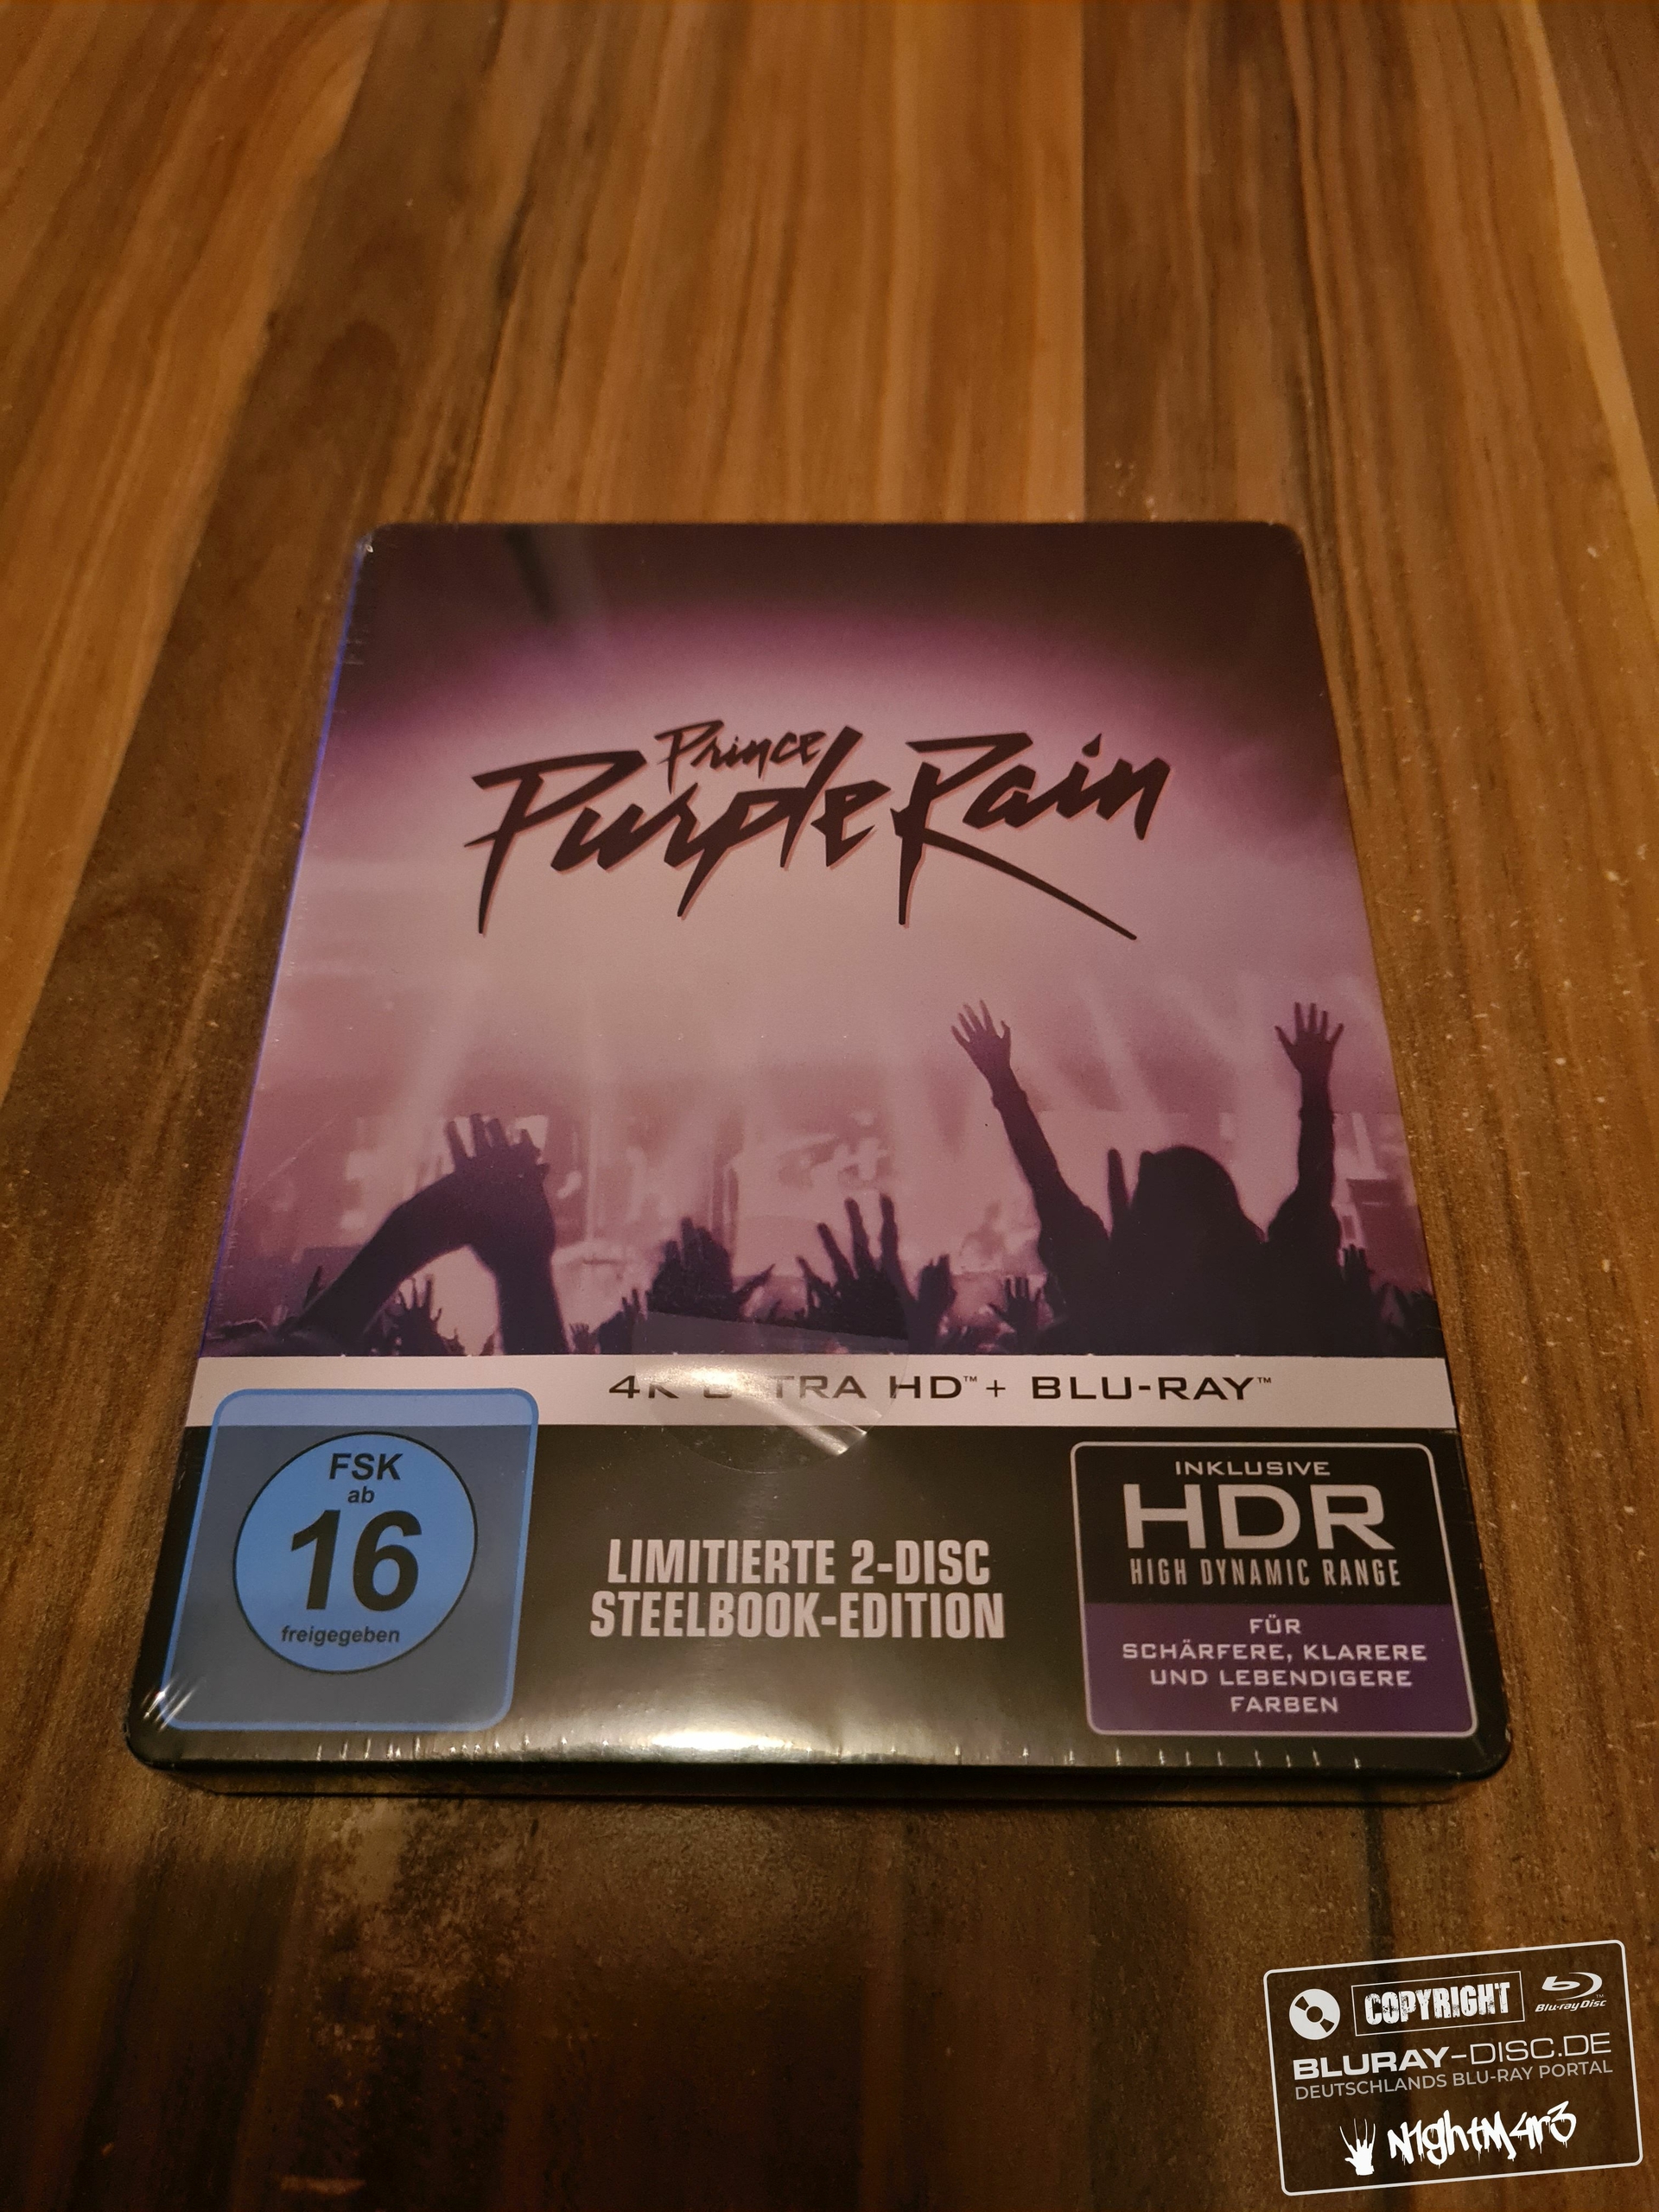 Prince
Purple Rain
4K ULTRA HD™ + BLU-RAY™
FSK
ab
16
freigegeben
LIMITIERTE 2-DISC
STEELBOOK-EDITION
INKLUSIVE
HDR
HIGH DYNAMIC RANGE
FÜR
SCHÄRFERE, KLARERE
UND LEBENDIGERE
FARBEN
COPYRIGHT
Blu-ray Disc™
BLURAY-DISC.DE
DEUTSCHLANDS BLU-RAY PORTAL
N1ghtM4r3